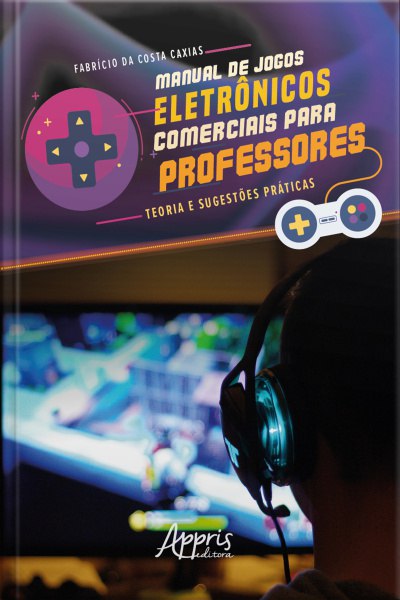 FABRÍCIO DA COSTA CAXIAS
MANUAL DE JOGOS
ELETRÔNICOS
COMERCIAIS PARA
PROFESSORES
TEORIA E SUGESTÕES PRÁTICAS
Appris
editora